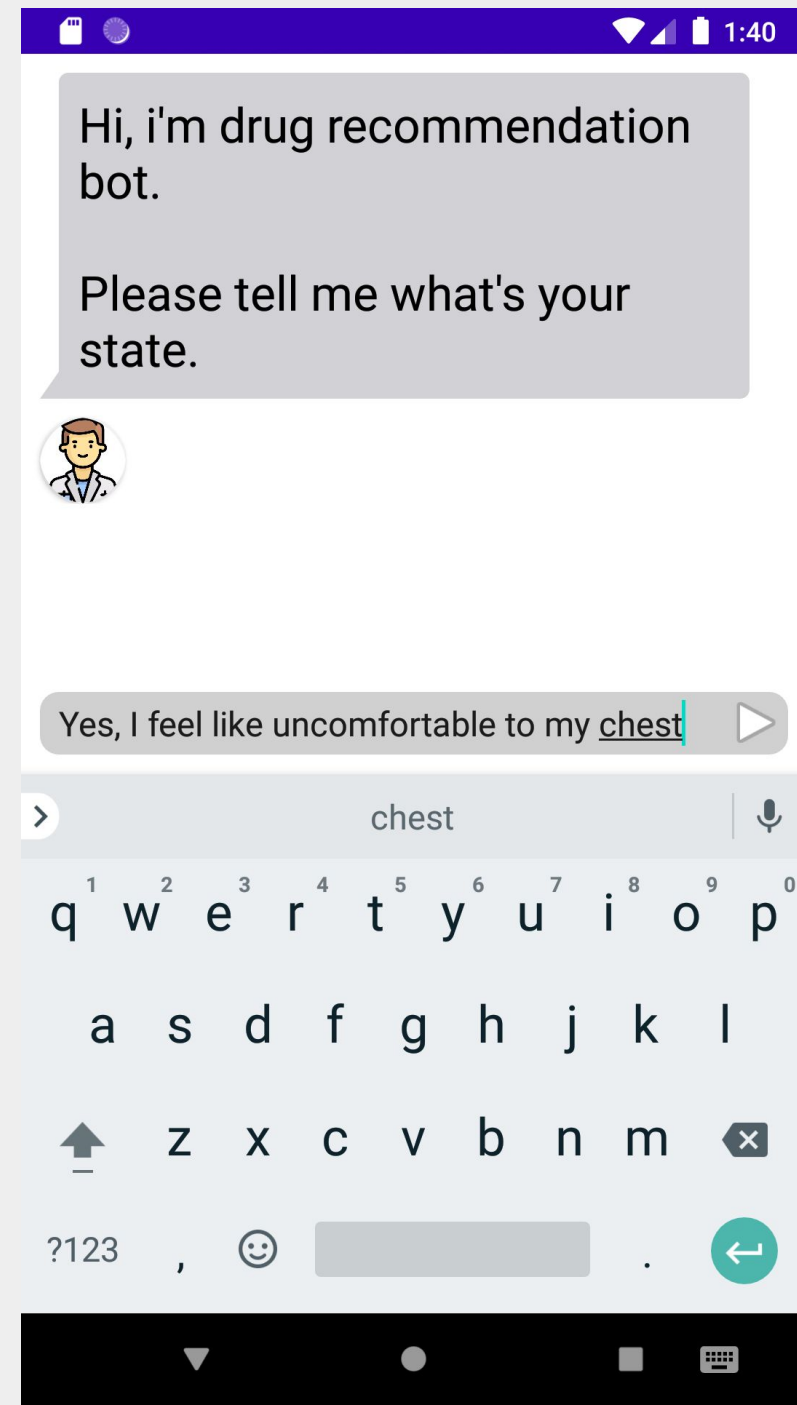 1:40
Hi, i'm drug recommendation
bot.
Please tell me what's your
state.
Yes, I feel like uncomfortable to my chest
chest
1 2 3 4 5 6 7 8 9 0
q w e r t y u i o p
a s d f g h j k l
z x c v b n m
?123 , .